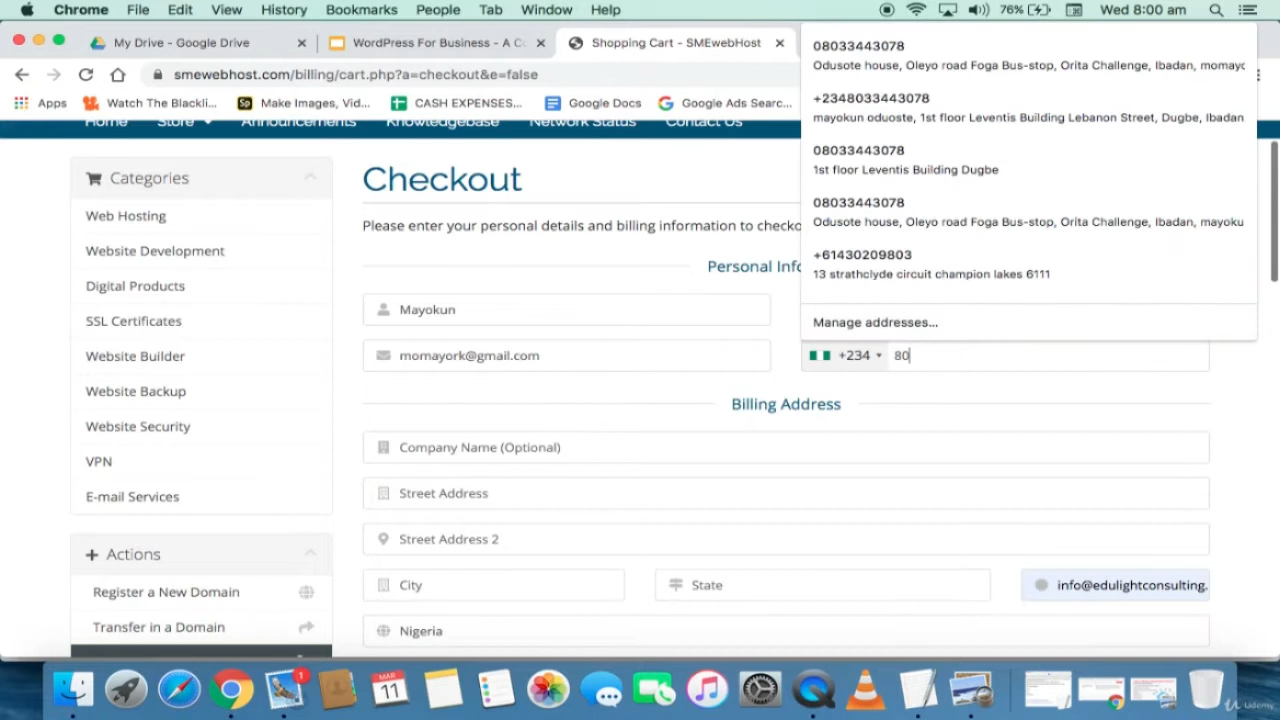 Chrome File Edit View History Bookmarks People Tab Window Help 76% Wed 8:00 am
My Drive - Google Drive WordPress For Business - A Co Shopping Cart - SMEwebHost
smewebhost.com/billing/cart.php?a=checkout&e=false
Apps Watch The Blackli... Make Images, Vid... CASH EXPENSES... Google Docs Google Ads Searc...
Home Store Announcements Knowledgebase Network Status Contact Us
08033443078
Odusote house, Oleyo road Foga Bus-stop, Orita Challenge, Ibadan, momayo
+2348033443078
mayokun oduoste, 1st floor Leventis Building Lebanon Street, Dugbe, Ibadan
08033443078
1st floor Leventis Building Dugbe
08033443078
Odusote house, Oleyo road Foga Bus-stop, Orita Challenge, Ibadan, mayoku
+61430209803
13 strathclyde circuit champion lakes 6111
Manage addresses...
Categories
Web Hosting
Website Development
Digital Products
SSL Certificates
Website Builder
Website Backup
Website Security
VPN
E-mail Services
Actions
Register a New Domain
Transfer in a Domain
Checkout
Please enter your personal details and billing information to checko
Personal Info
Mayokun
momayork@gmail.com
+234 80
Billing Address
Company Name (Optional)
Street Address
Street Address 2
City State info@edulightconsulting.
Nigeria
1
MAR
11
Udemy